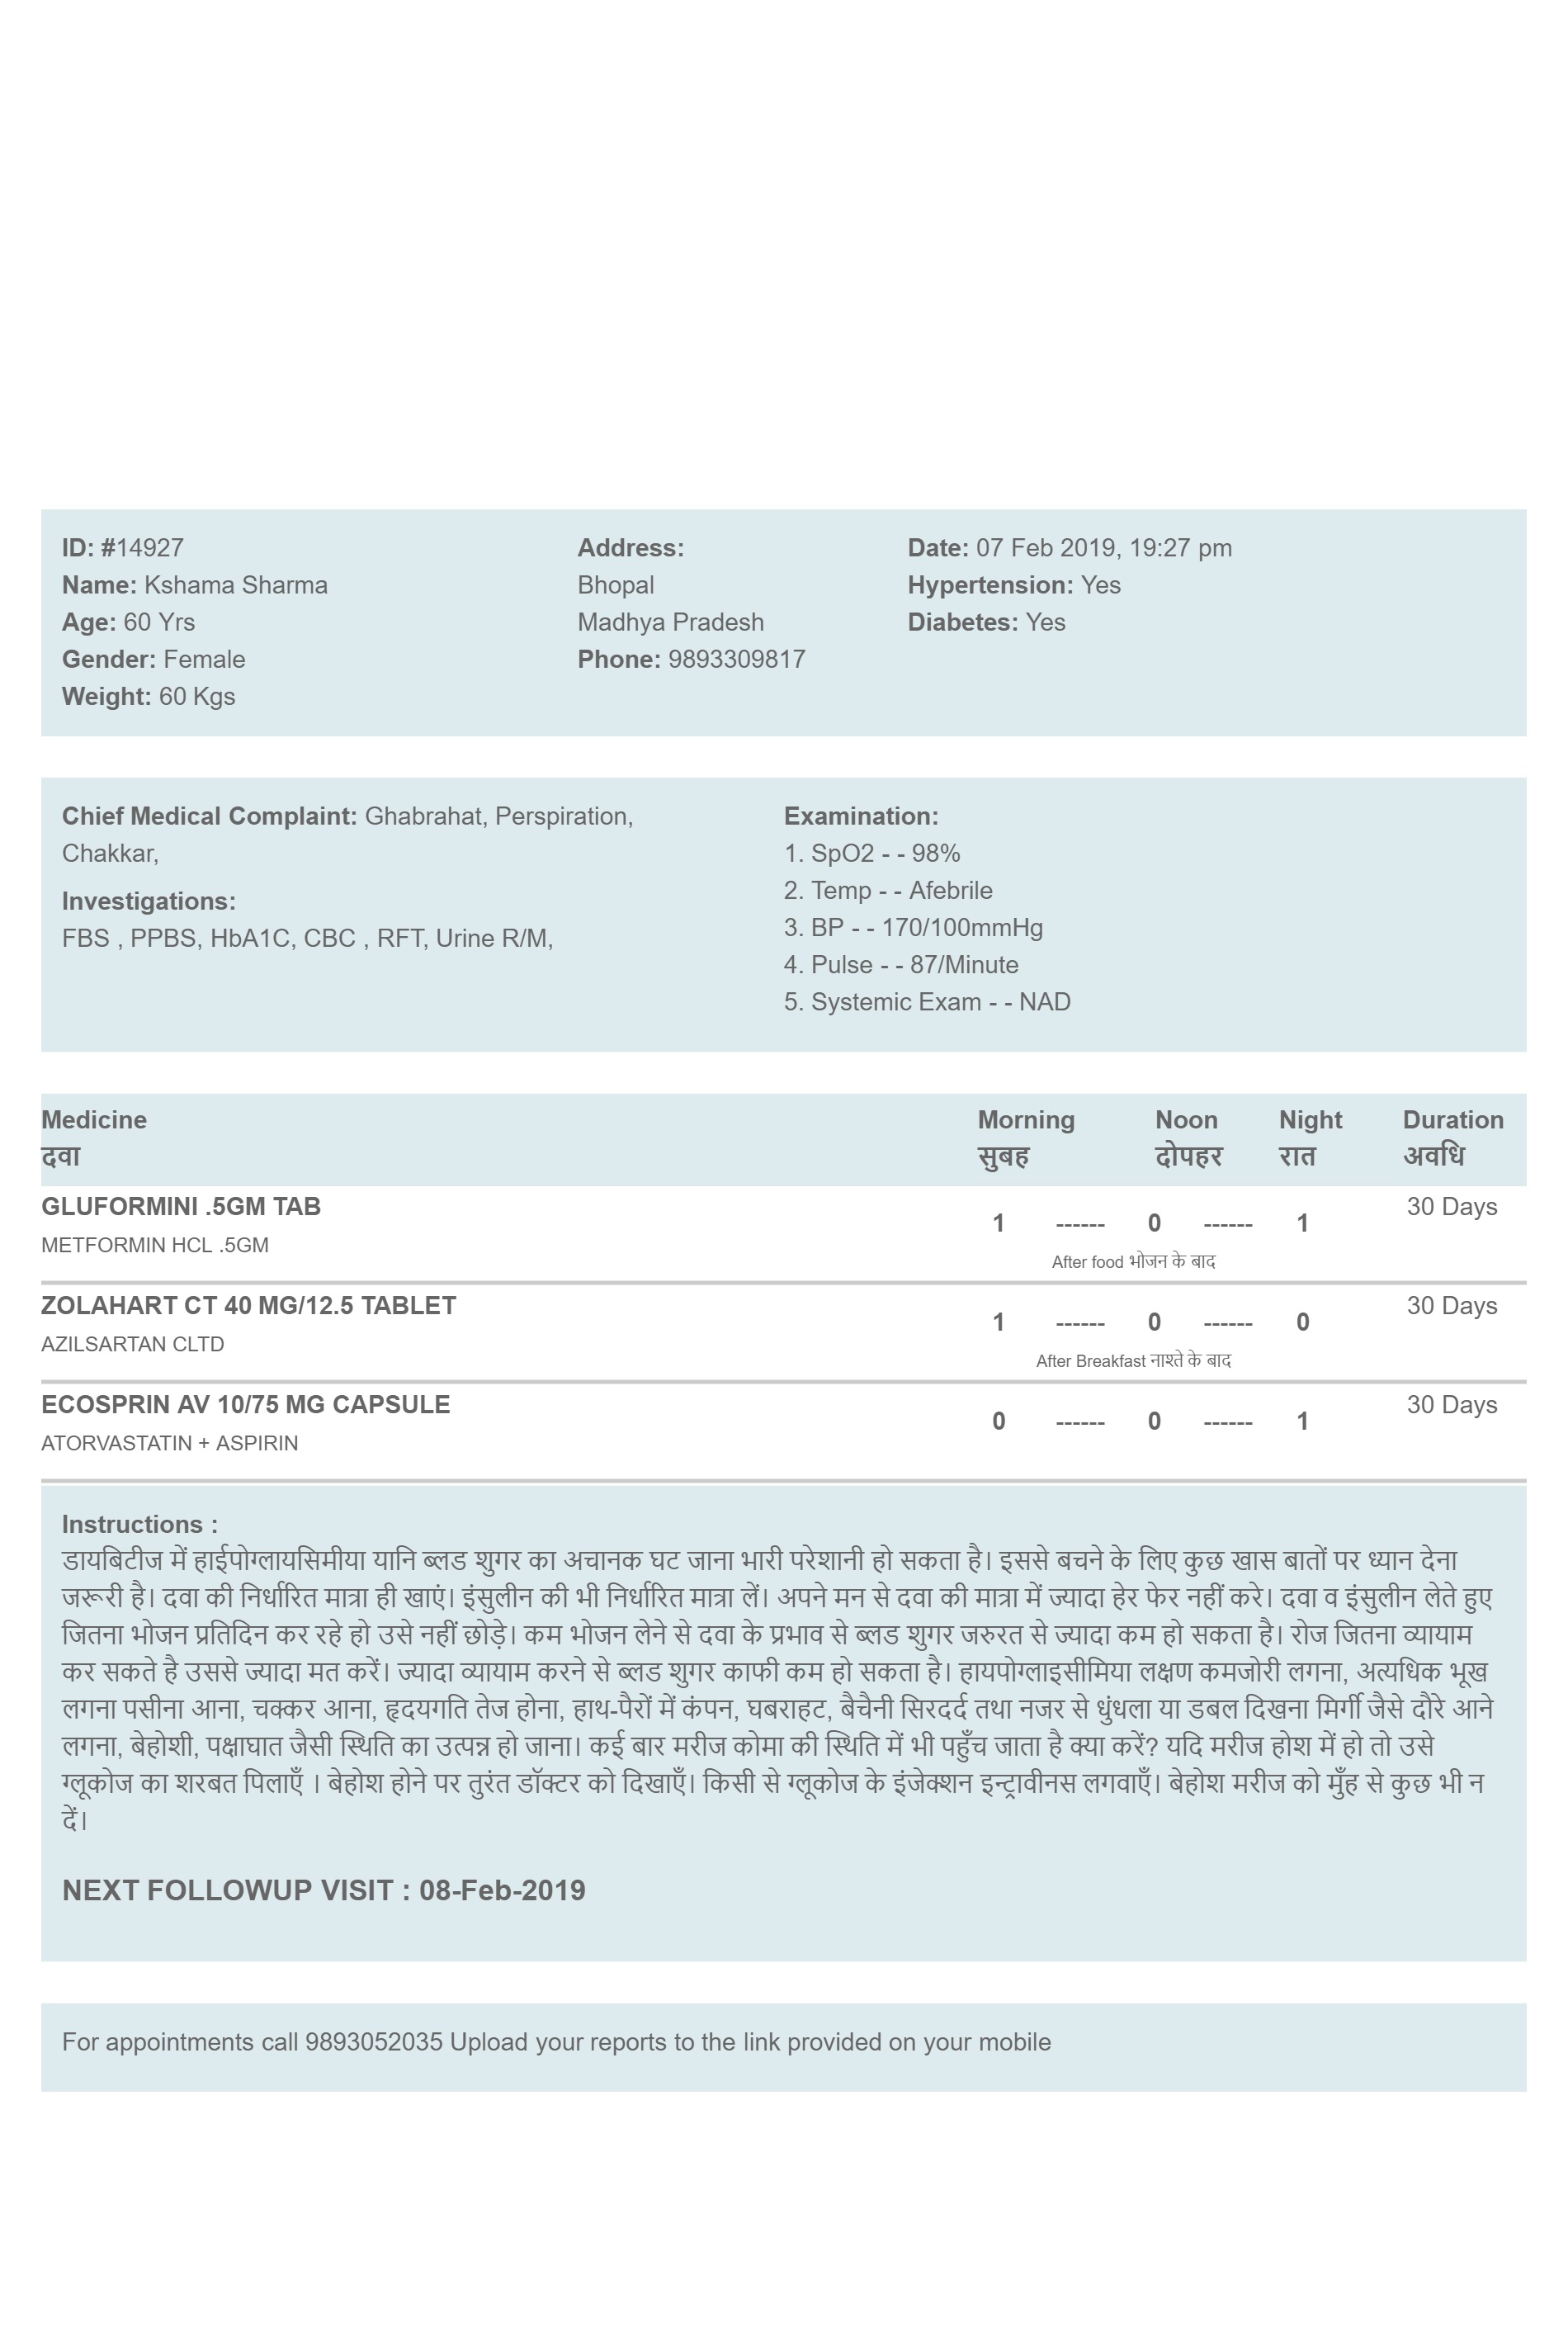 ID: #14927
Name: Kshama Sharma
Age: 60 Yrs
Gender: Female
Weight: 60 Kgs
Address:
Bhopal
Madhya Pradesh
Phone: 9893309817
Date: 07 Feb 2019, 19:27 pm
Hypertension: Yes
Diabetes: Yes
Chief Medical Complaint: Ghabrahat, Perspiration,
Chakkar,
Investigations:
FBS , PPBS, HbA1C, CBC , RFT, Urine R/M,
Examination:
1. SpO2 - - 98%
2. Temp - - Afebrile
3. BP - - 170/100mmHg
4. Pulse - - 87/Minute
5. Systemic Exam - - NAD
Medicine Morning Noon Night Duration
दवा सुबह दोपहर रात अवधि
GLUFORMINI .5GM TAB 30 Days
1 ------ 0 ------ 1
METFORMIN HCL .5GM
After food भोजन के बाद
ZOLAHART CT 40 MG/12.5 TABLET 30 Days
1 ------ 0 ------ 0
AZILSARTAN CLTD
After Breakfast नाश्ते के बाद
ECOSPRIN AV 10/75 MG CAPSULE 30 Days
0 ------ 0 ------ 1
ATORVASTATIN + ASPIRIN
Instructions :
डायबिटीज में हाईपोग्लायसिमीया यानि ब्लड शुगर का अचानक घट जाना भारी परेशानी हो सकता है। इससे बचने के लिए कुछ खास बातों पर ध्यान देना
जरूरी है। दवा की निर्धारित मात्रा ही खाएं। इंसुलीन की भी निर्धारित मात्रा लें। अपने मन से दवा की मात्रा में ज्यादा हेर फेर नहीं करे। दवा व इंसुलीन लेते हुए
जितना भोजन प्रतिदिन कर रहे हो उसे नहीं छोड़े। कम भोजन लेने से दवा के प्रभाव से ब्लड शुगर जरुरत से ज्यादा कम हो सकता है। रोज जितना व्यायाम
कर सकते है उससे ज्यादा मत करें। ज्यादा व्यायाम करने से ब्लड शुगर काफी कम हो सकता है। हायपोग्लाइसीमिया लक्षण कमजोरी लगना, अत्यधिक भूख
लगना पसीना आना, चक्कर आना, हृदयगति तेज होना, हाथ-पैरों में कंपन, घबराहट, बैचैनी सिरदर्द तथा नजर से धुंधला या डबल दिखना मिर्गी जैसे दौरे आने
लगना, बेहोशी, पक्षाघात जैसी स्थिति का उत्पन्न हो जाना। कई बार मरीज कोमा की स्थिति में भी पहुँच जाता है क्या करें? यदि मरीज होश में हो तो उसे
ग्लूकोज का शरबत पिलाएँ । बेहोश होने पर तुरंत डॉक्टर को दिखाएँ। किसी से ग्लूकोज के इंजेक्शन इन्ट्रावीनस लगवाएँ। बेहोश मरीज को मुँह से कुछ भी न
दें।
NEXT FOLLOWUP VISIT : 08-Feb-2019
For appointments call 9893052035 Upload your reports to the link provided on your mobile